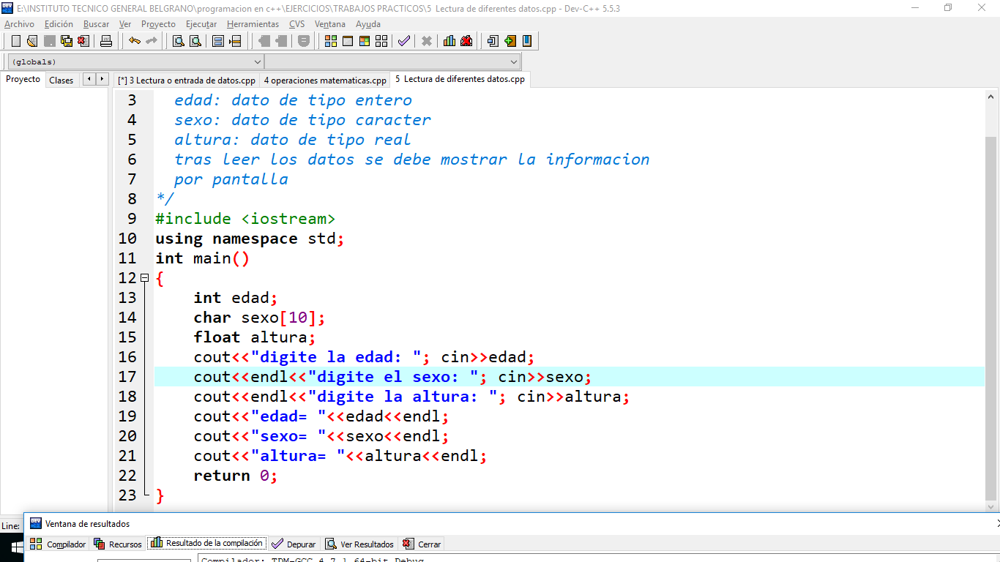 E:\INSTITUTO TECNICO GENERAL BELGRANO\programacion en c++\EJERCICIOS\TRABAJOS PRACTICOS\5 Lectura de diferentes datos.cpp - Dev-C++ 5.5.3
Archivo Edición Buscar Ver Proyecto Ejecutar Herramientas CVS Ventana Ayuda
(globals)
Proyecto Clases [*] 3 Lectura o entrada de datos.cpp 4 operaciones matematicas.cpp 5 Lectura de diferentes datos.cpp
3 edad: dato de tipo entero
4 sexo: dato de tipo caracter
5 altura: dato de tipo real
6 tras leer los datos se debe mostrar la informacion
7 por pantalla
8 */
9 #include <iostream>
10 using namespace std;
11 int main()
12 {
13 int edad;
14 char sexo[10];
15 float altura;
16 cout<<"digite la edad: "; cin>>edad;
17 cout<<endl<<"digite el sexo: "; cin>>sexo;
18 cout<<endl<<"digite la altura: "; cin>>altura;
19 cout<<"edad= "<<edad<<endl;
20 cout<<"sexo= "<<sexo<<endl;
21 cout<<"altura= "<<altura<<endl;
22 return 0;
23 }
Line:
Ventana de resultados
Compilador Recursos Resultado de la compilación Depurar Ver Resultados Cerrar
Compilador: TDM-GCC 4.7.1 64-bit Debug